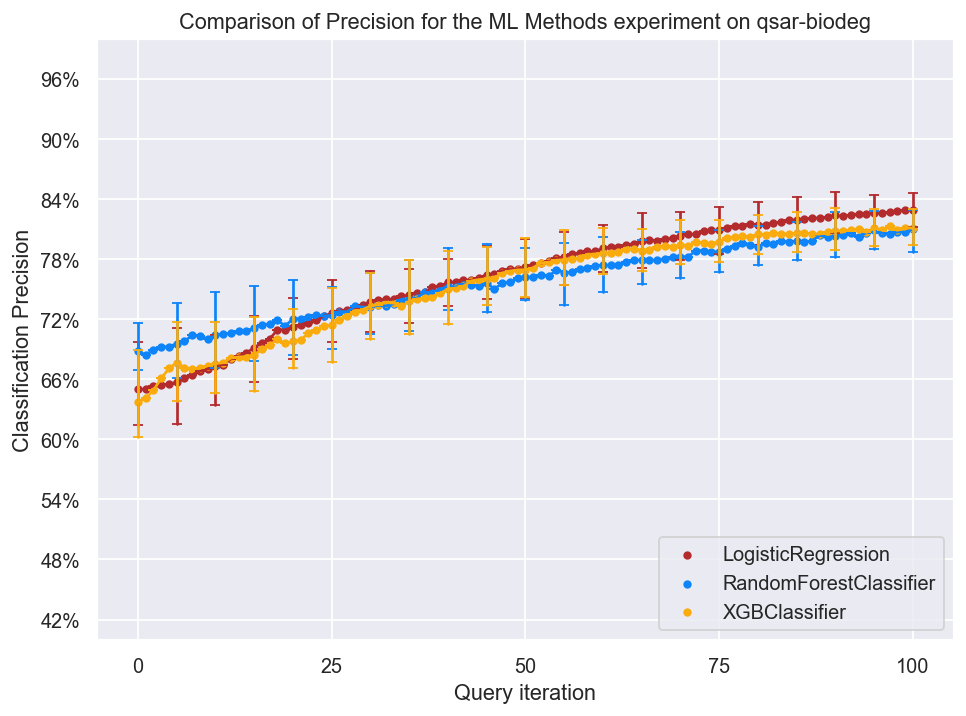 Comparison of Precision for the ML Methods experiment on qsar-biodeg
Classification Precision
96%
90%
84%
78%
72%
66%
60%
54%
48%
42%
LogisticRegression
RandomForestClassifier
XGBClassifier
0 25 50 75 100
Query iteration